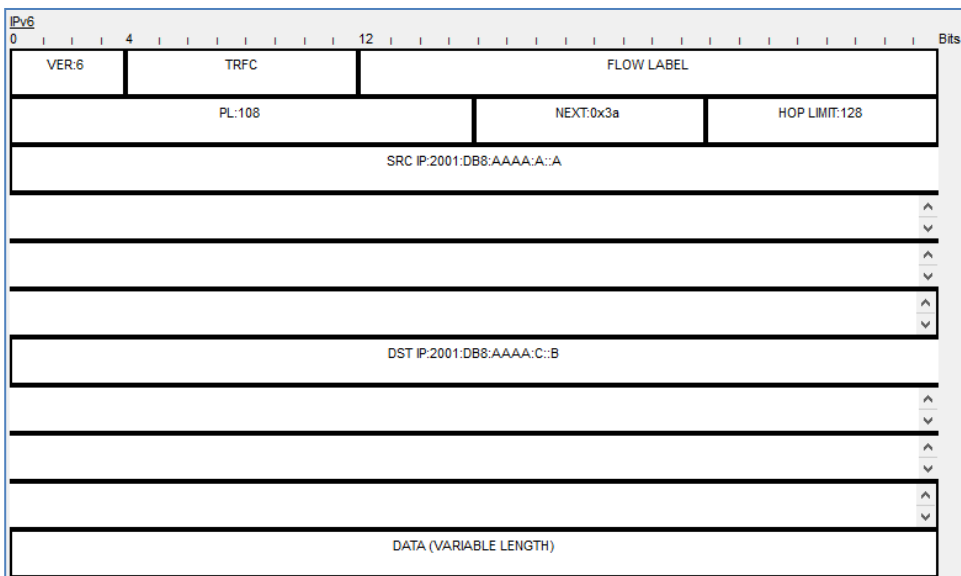 IPv6
0 4 12 Bits
VER:6 TRFC FLOW LABEL
PL:108 NEXT:0x3a HOP LIMIT:128
SRC IP:2001:DB8:AAAA:A::A
DST IP:2001:DB8:AAAA:C::B
DATA (VARIABLE LENGTH)